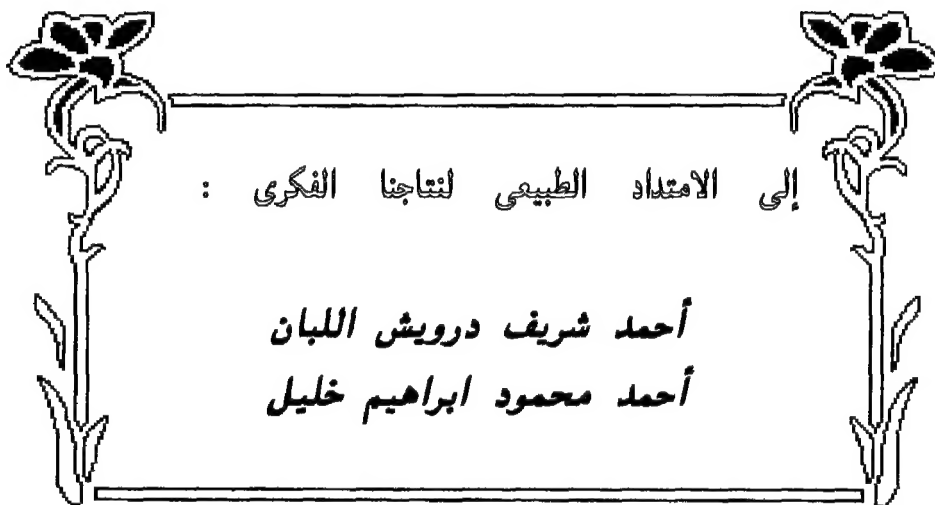 إلى الامتداد الطبيعى لنتاجنا الفكرى :
أحمد شريف درويش اللبان
أحمد محمود ابراهيم خليل